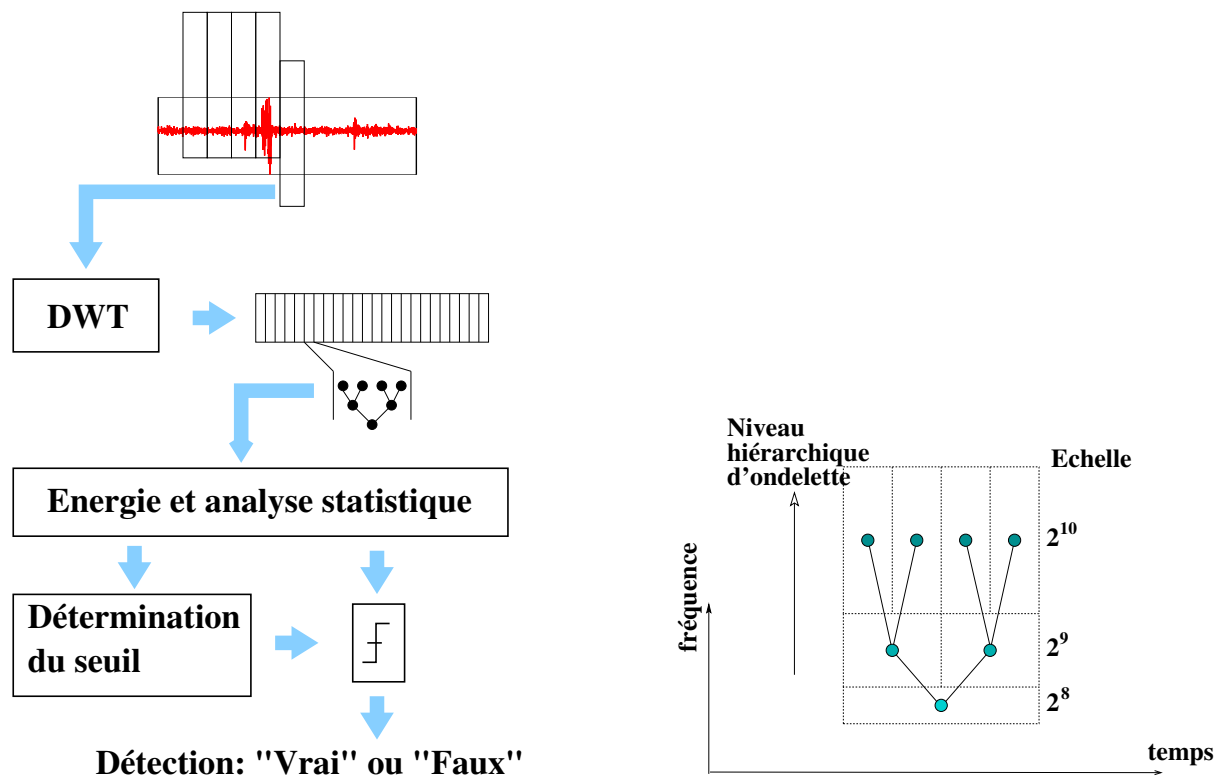 DWT
Energie et analyse statistique
Détermination
du seuil
Détection: "Vrai" ou "Faux"
Niveau
hiérarchique
d'ondelette
Echelle
2^10
2^9
2^8
fréquence
temps